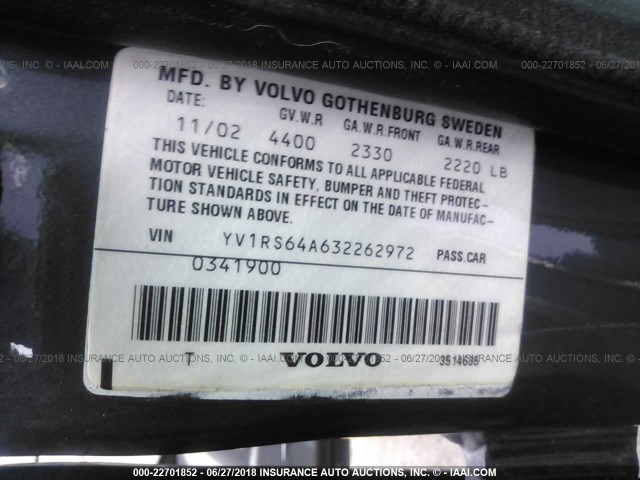 000-22701852 - 06/27/2018 INSURANCE AUTO AUCTIONS, INC. - © IAAI.COM
MFD. BY VOLVO GOTHENBURG SWEDEN
DATE: GV.W.R GA.W.R.FRONT GA.W.R.REAR
11/02 4400 2330 2220 LB
THIS VEHICLE CONFORMS TO ALL APPLICABLE FEDERAL
MOTOR VEHICLE SAFETY, BUMPER AND THEFT PROTEC-
TION STANDARDS IN EFFECT ON THE DATE OF MANUFAC-
TURE SHOWN ABOVE.
VIN YV1RS64A632262972 PASS.CAR
0341900
T VOLVO 3514635
000-22701852 - 06/27/2018 INSURANCE AUTO AUCTIONS, INC. - © IAAI.COM